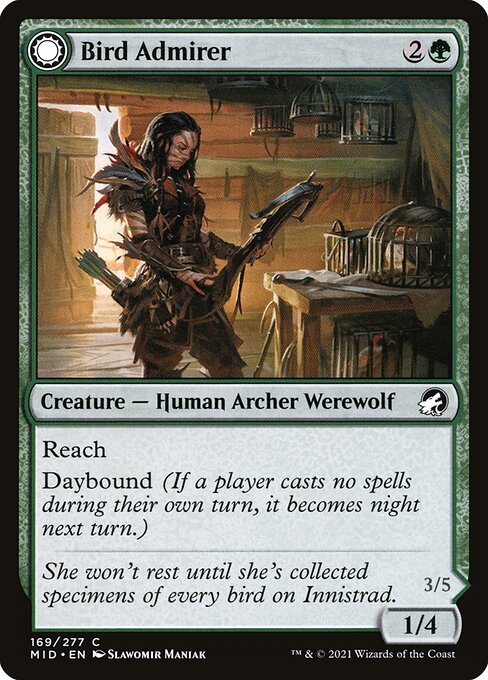 Bird Admirer 2
Creature — Human Archer Werewolf
Reach
Daybound (If a player casts no spells
during their own turn, it becomes night
next turn.)
She won't rest until she's collected
specimens of every bird on Innistrad.
3/5
1/4
169/277 C
MID • EN Slawomir Maniak
™ & © 2021 Wizards of the Coast